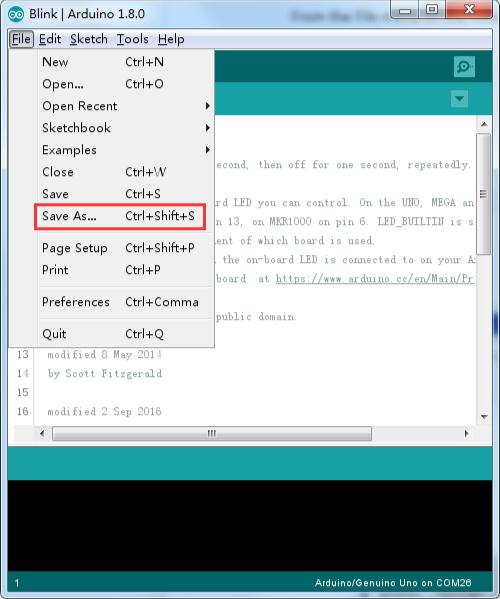 Blink | Arduino 1.8.0
From the File
File Edit Sketch Tools Help
New Ctrl+N
Open... Ctrl+O
Open Recent
Sketchbook
Examples
Close Ctrl+W
Save Ctrl+S
Save As... Ctrl+Shift+S
Page Setup Ctrl+Shift+P
Print Ctrl+P
Preferences Ctrl+Comma
Quit Ctrl+Q
econd, then off for one second, repeatedly.
rd LED you can control. On the UNO, MEGA an
n 13, on MKR1000 on pin 6. LED_BUILTIN is s
ent of which board is used.
the on-board LED is connected to on your A
board at https://www.arduino.cc/en/Main/Pr
public domain.
13 modified 8 May 2014
14 by Scott Fitzgerald
15
16 modified 2 Sep 2016
1 Arduino/Genuino Uno on COM26